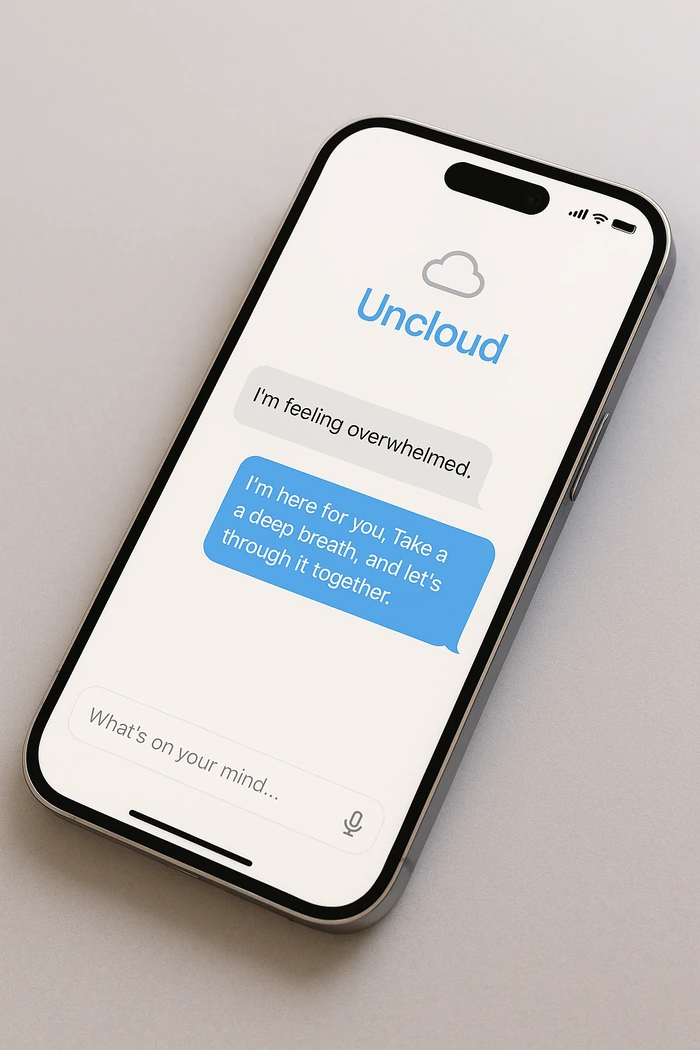 Uncloud
I'm feeling overwhelmed.
I'm here for you, Take a
a deep breath, and let's
through it together.
What's on your mind...